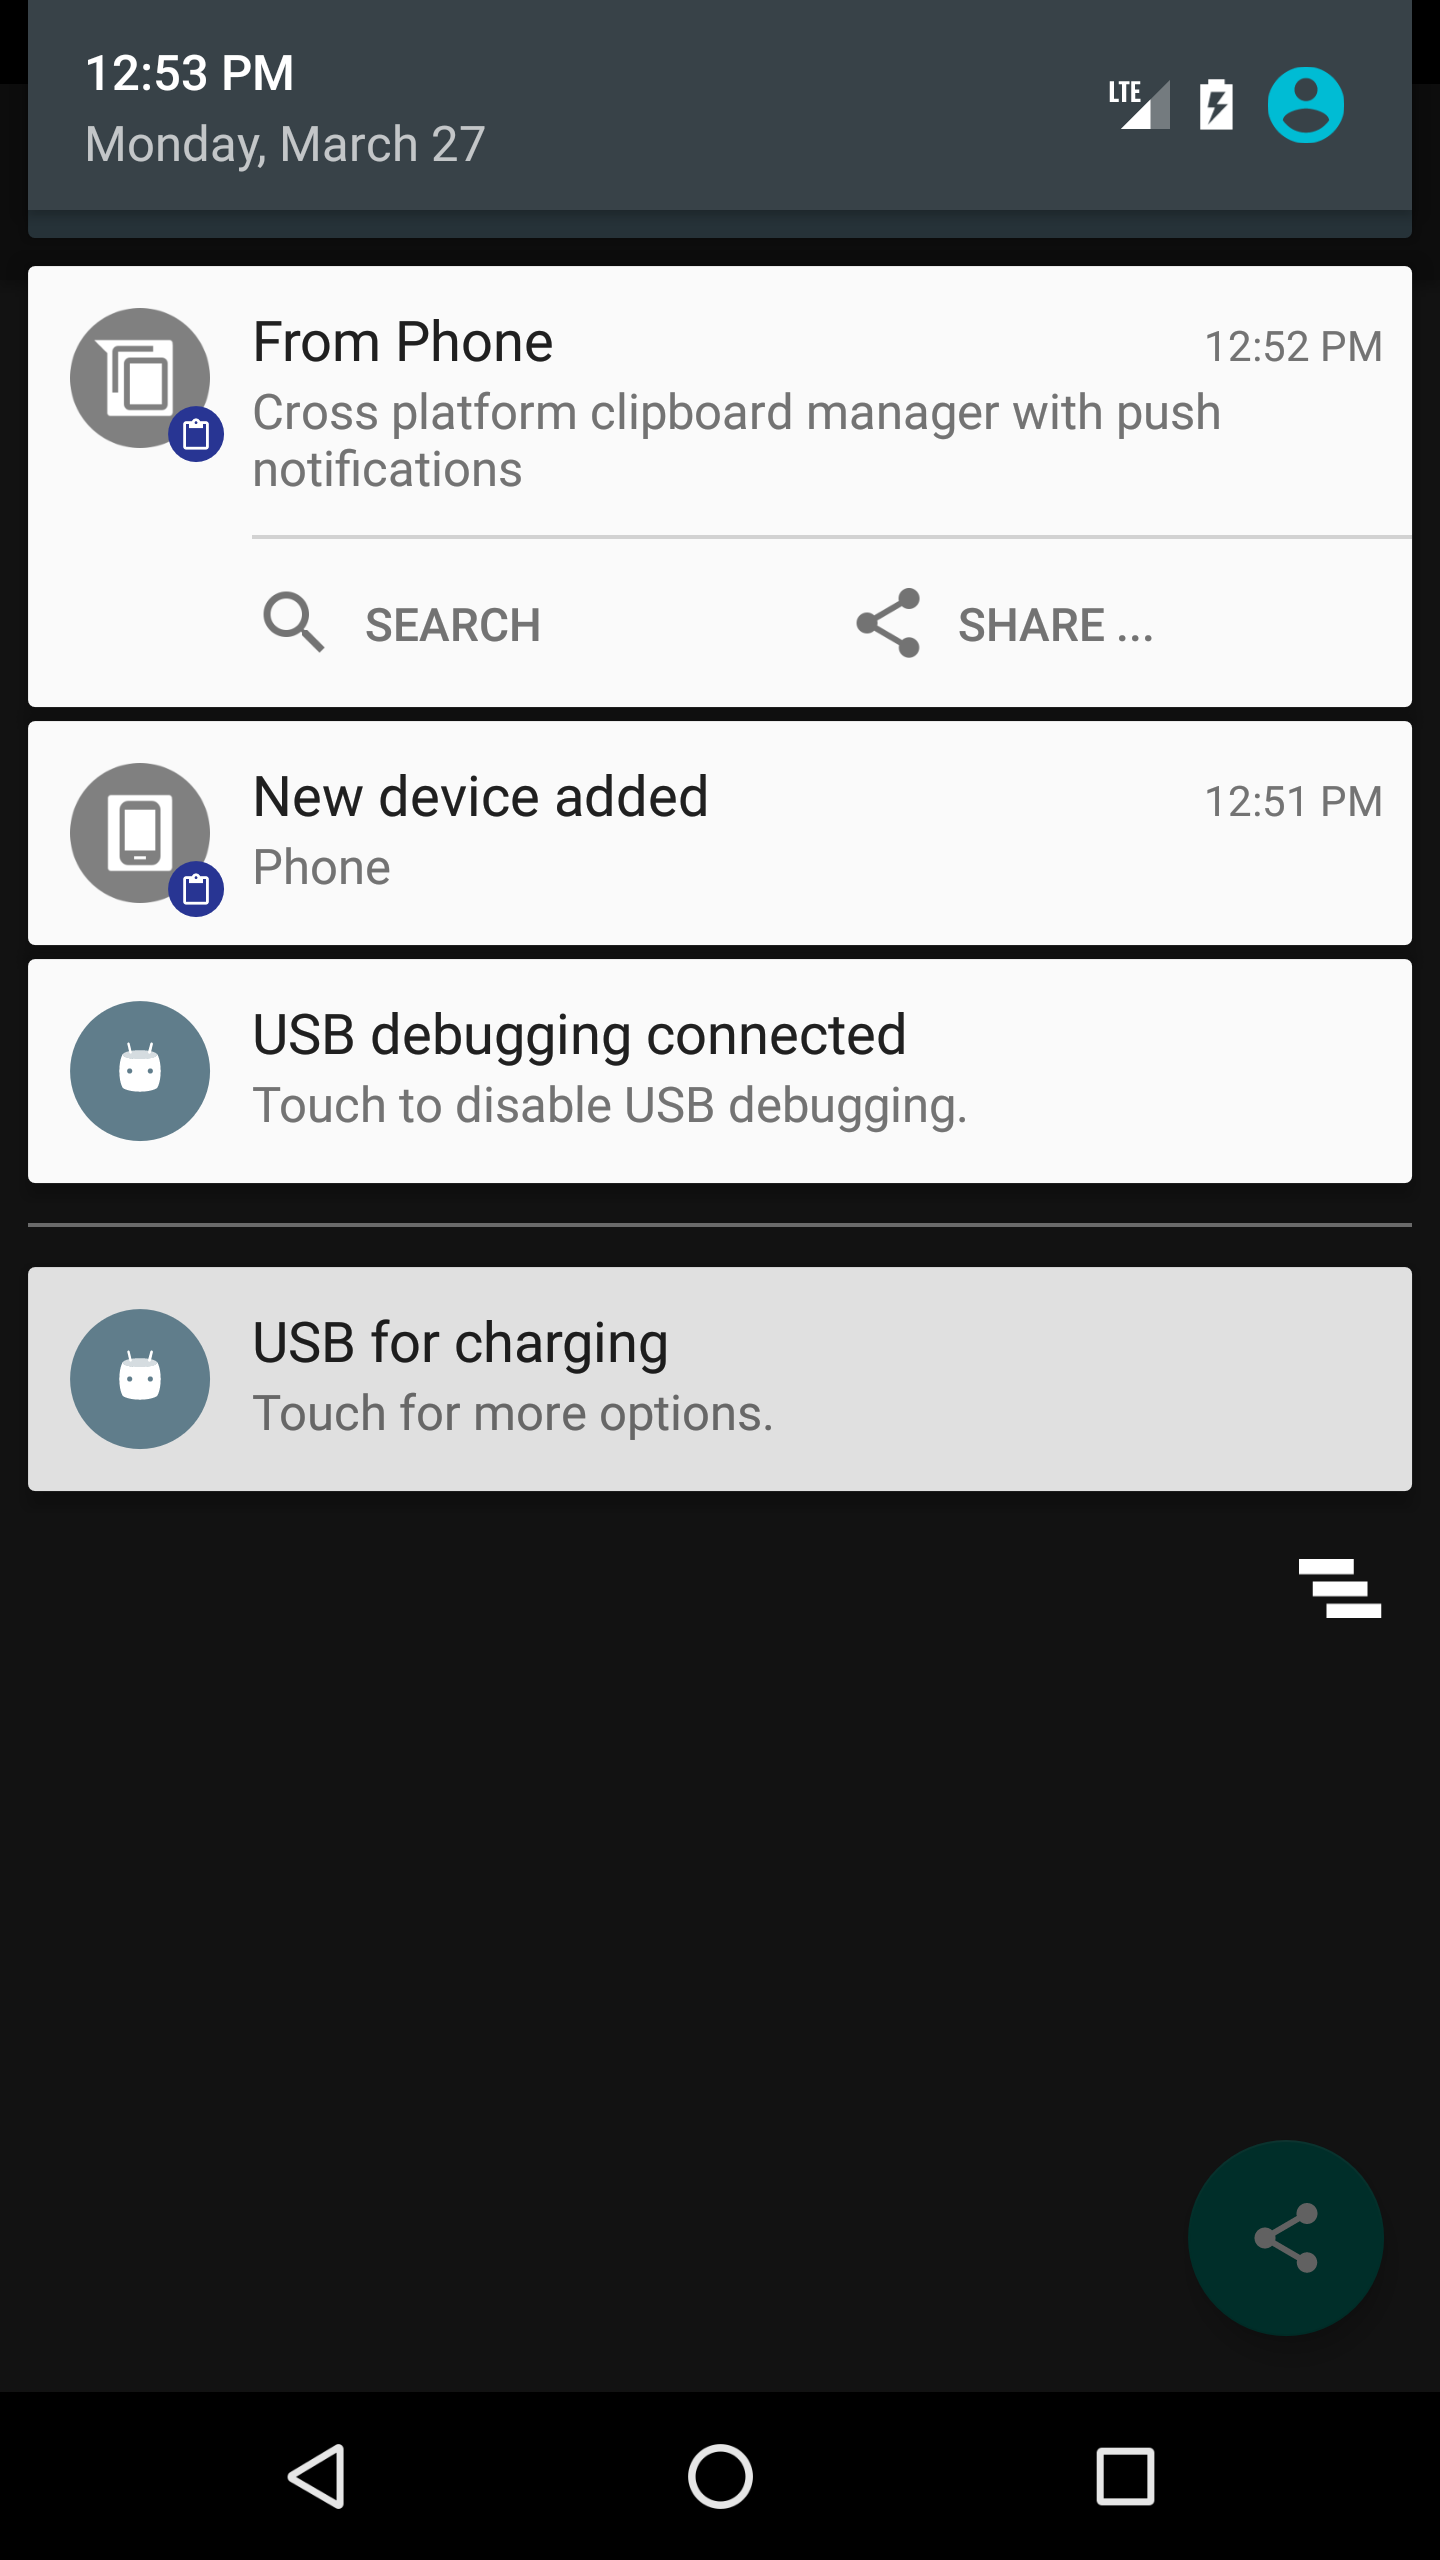 12:53 PM
Monday, March 27
LTE
From Phone
12:52 PM
Cross platform clipboard manager with push
notifications
SEARCH
SHARE ...
New device added
12:51 PM
Phone
USB debugging connected
Touch to disable USB debugging.
USB for charging
Touch for more options.